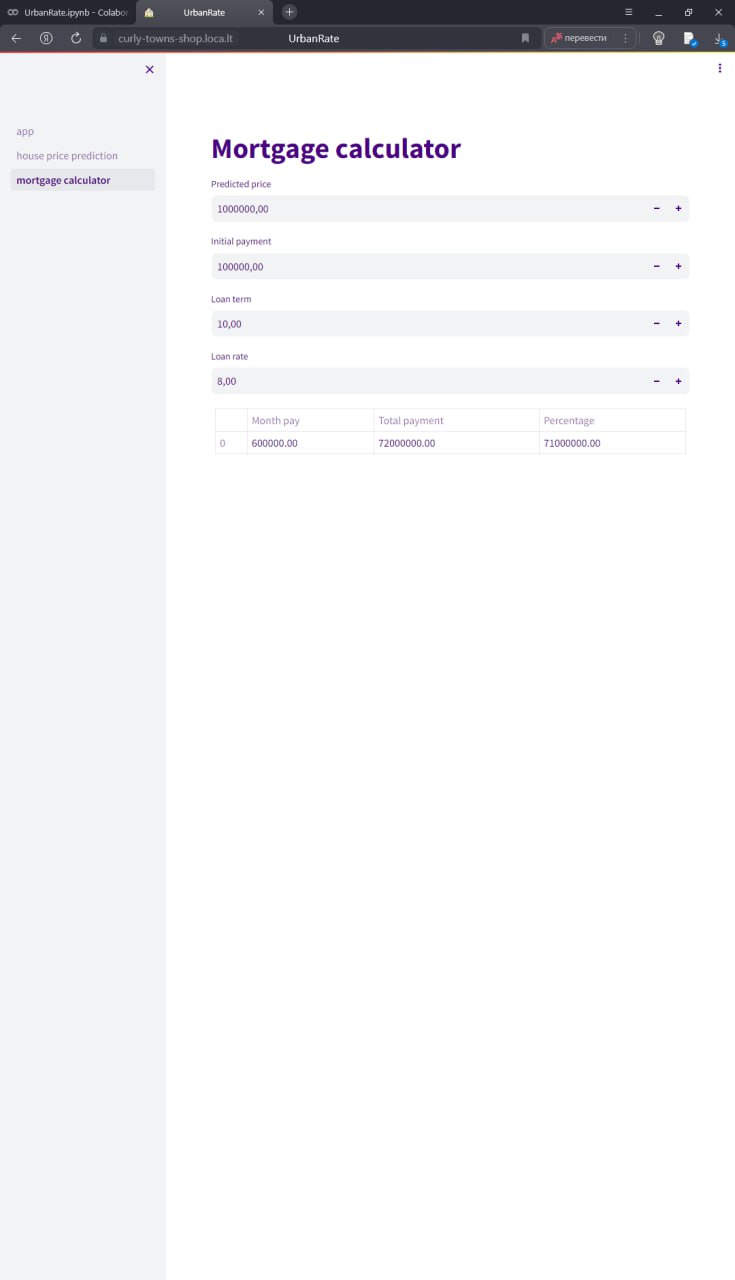 UrbanRate.ipynb - Colabor
UrbanRate
curly-towns-shop.loca.lt
UrbanRate
перевести
app
house price prediction
mortgage calculator
Mortgage calculator
Predicted price
1000000,00
Initial payment
100000,00
Loan term
10,00
Loan rate
8,00
Month pay Total payment Percentage
0 600000.00 72000000.00 71000000.00